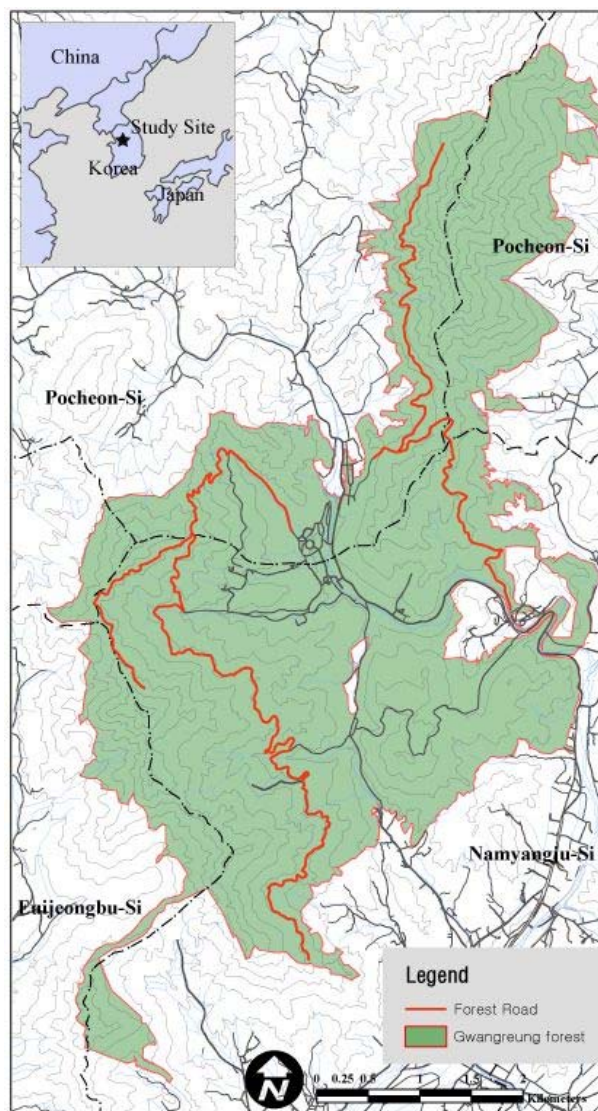 China
Study Site
Korea
Japan
Pocheon-Si
Pocheon-Si
Euijeongbu-Si
Namyangju-Si
Legend
Forest Road
Gwangreung forest
N
0 0.25 0.5 1 1.5 2
Kilometers